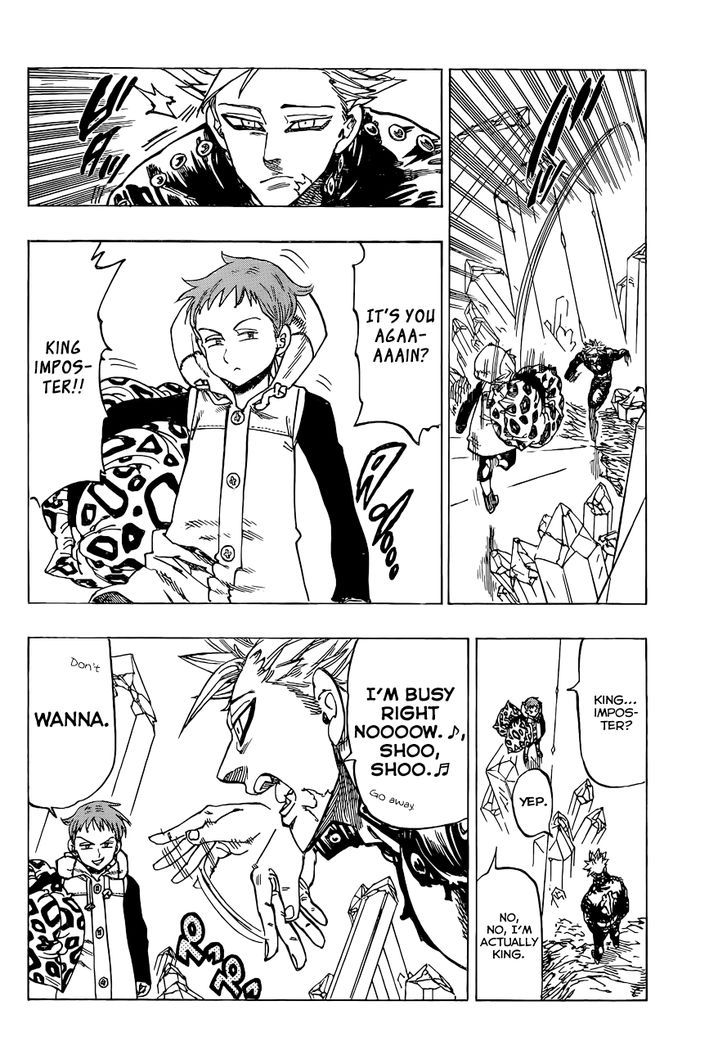 IT'S YOU
AGAA-
AAAIN?
KING
IMPOS-
TER!!
KING...
IMPOS-
TER?
YEP.
NO,
NO, I'M
ACTUALLY
KING.
I'M BUSY
RIGHT
NOOOOW.♪,
SHOO,
SHOO.♬
Go away.
Don't
WANNA.